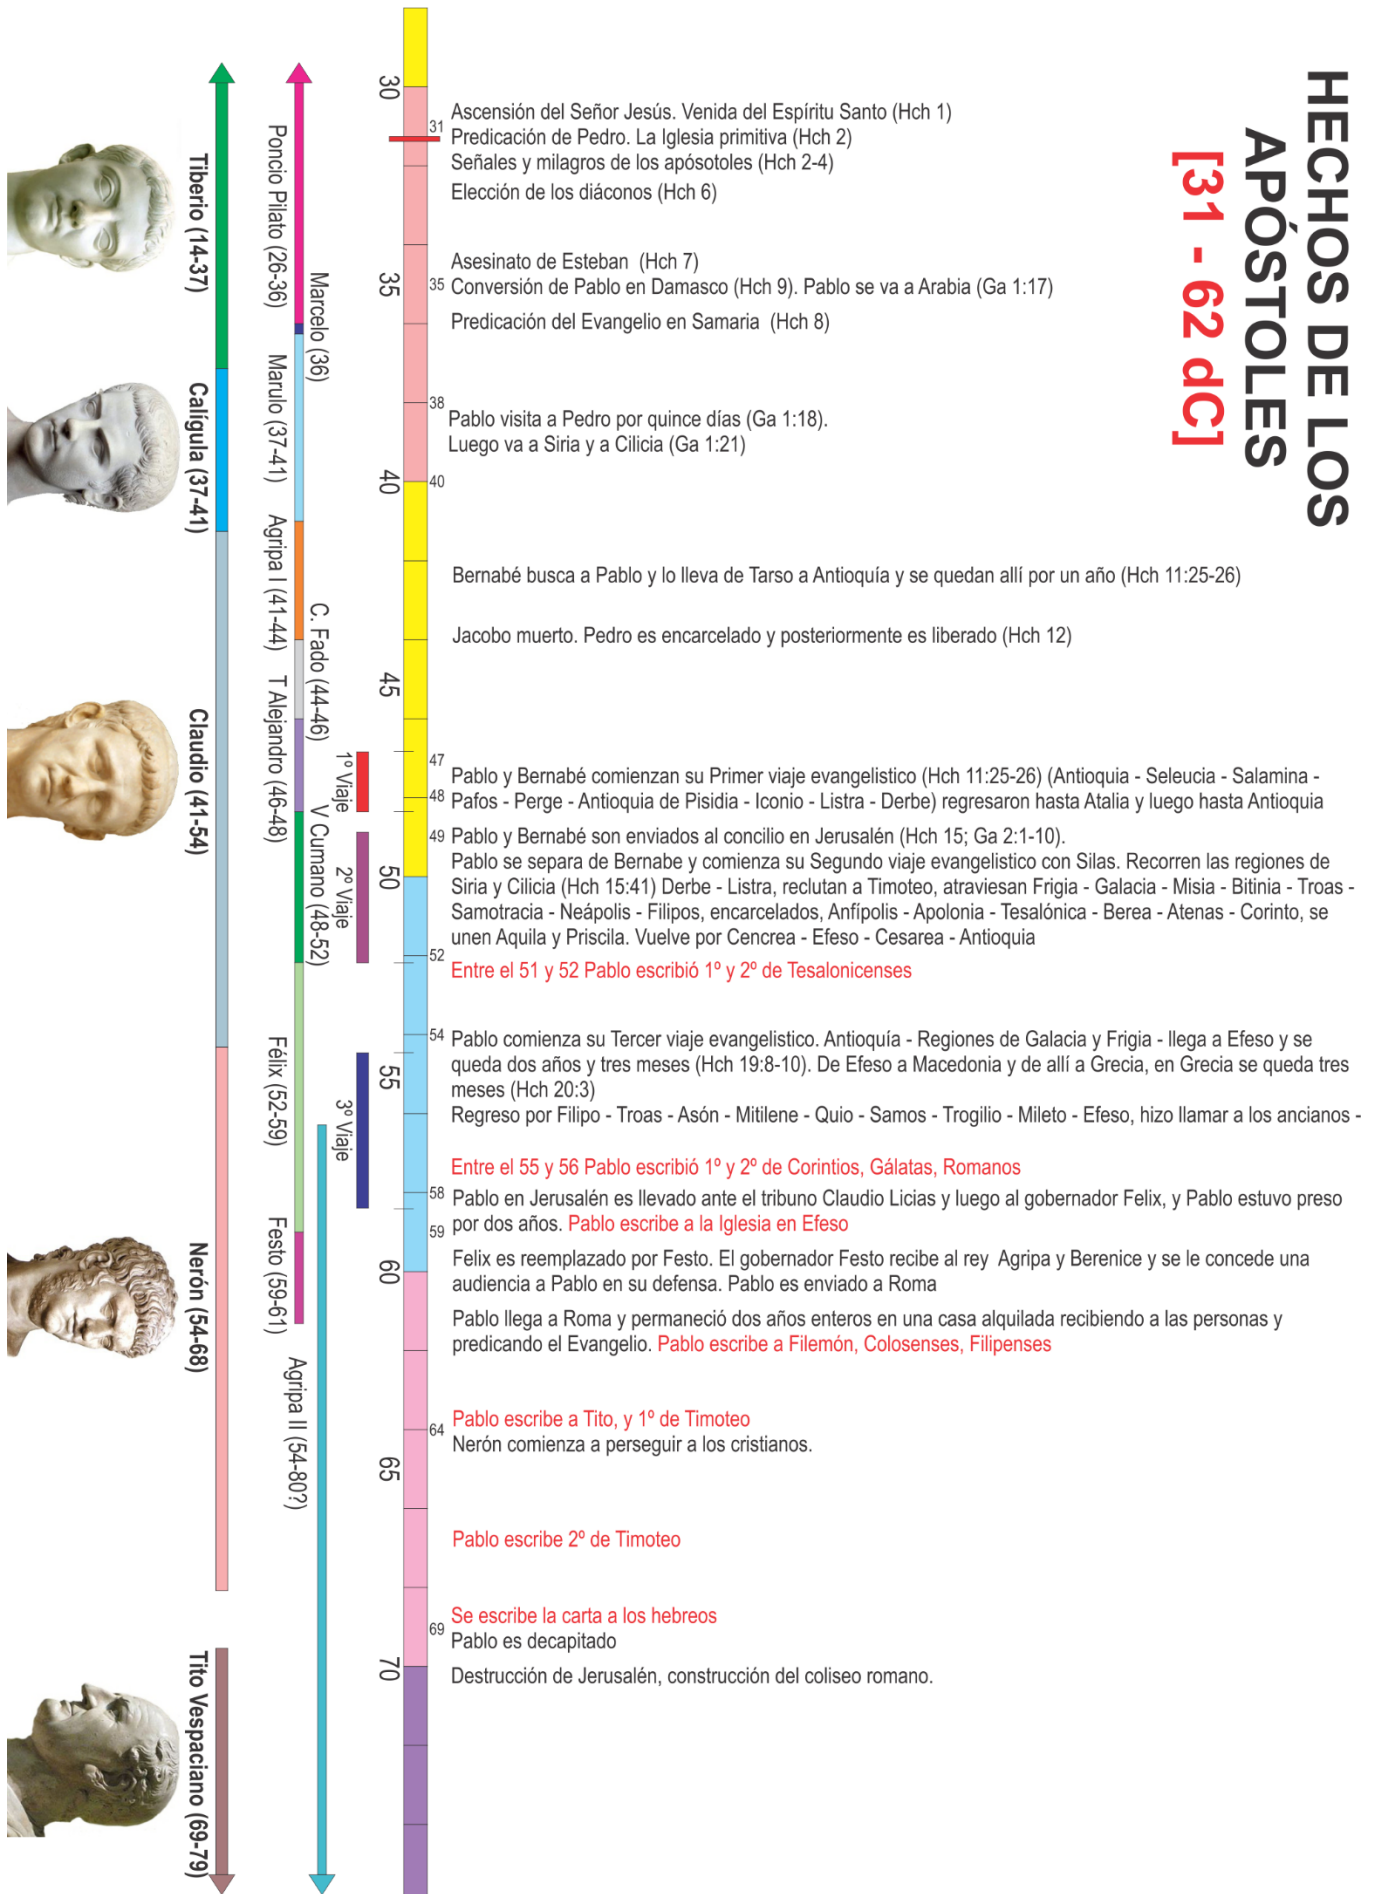 HECHOS DE LOS
APÓSTOLES
[31 - 62 dC]
30
31
35
35
38
40
40
45
47
48
49
50
52
54
55
58
59
60
64
65
69
70
Ascensión del Señor Jesús. Venida del Espíritu Santo (Hch 1)
Predicación de Pedro. La Iglesia primitiva (Hch 2)
Señales y milagros de los apósotoles (Hch 2-4)
Elección de los diáconos (Hch 6)
Asesinato de Esteban (Hch 7)
Conversión de Pablo en Damasco (Hch 9). Pablo se va a Arabia (Ga 1:17)
Predicación del Evangelio en Samaria (Hch 8)
Pablo visita a Pedro por quince días (Ga 1:18).
Luego va a Siria y a Cilicia (Ga 1:21)
Bernabé busca a Pablo y lo lleva de Tarso a Antioquía y se quedan allí por un año (Hch 11:25-26)
Jacobo muerto. Pedro es encarcelado y posteriormente es liberado (Hch 12)
Pablo y Bernabé comienzan su Primer viaje evangelistico (Hch 11:25-26) (Antioquia - Seleucia - Salamina -
Pafos - Perge - Antioquia de Pisidia - Iconio - Listra - Derbe) regresaron hasta Atalia y luego hasta Antioquia
Pablo y Bernabé son enviados al concilio en Jerusalén (Hch 15; Ga 2:1-10).
Pablo se separa de Bernabe y comienza su Segundo viaje evangelistico con Silas. Recorren las regiones de
Siria y Cilicia (Hch 15:41) Derbe - Listra, reclutan a Timoteo, atraviesan Frigia - Galacia - Misia - Bitinia - Troas -
Samotracia - Neápolis - Filipos, encarcelados, Anfípolis - Apolonia - Tesalónica - Berea - Atenas - Corinto, se
unen Aquila y Priscila. Vuelve por Cencrea - Efeso - Cesarea - Antioquia
Entre el 51 y 52 Pablo escribió 1º y 2º de Tesalonicenses
Pablo comienza su Tercer viaje evangelistico. Antioquía - Regiones de Galacia y Frigia - llega a Efeso y se
queda dos años y tres meses (Hch 19:8-10). De Efeso a Macedonia y de allí a Grecia, en Grecia se queda tres
meses (Hch 20:3)
Regreso por Filipo - Troas - Asón - Mitilene - Quio - Samos - Trogilio - Mileto - Efeso, hizo llamar a los ancianos -
Entre el 55 y 56 Pablo escribió 1º y 2º de Corintios, Gálatas, Romanos
Pablo en Jerusalén es llevado ante el tribuno Claudio Licias y luego al gobernador Felix, y Pablo estuvo preso
por dos años. Pablo escribe a la Iglesia en Efeso
Felix es reemplazado por Festo. El gobernador Festo recibe al rey Agripa y Berenice y se le concede una
audiencia a Pablo en su defensa. Pablo es enviado a Roma
Pablo llega a Roma y permaneció dos años enteros en una casa alquilada recibiendo a las personas y
predicando el Evangelio. Pablo escribe a Filemón, Colosenses, Filipenses
Pablo escribe a Tito, y 1º de Timoteo
Nerón comienza a perseguir a los cristianos.
Pablo escribe 2º de Timoteo
Se escribe la carta a los hebreos
Pablo es decapitado
Destrucción de Jerusalén, construcción del coliseo romano.
1º Viaje
2º Viaje
3º Viaje
Poncio Pilato (26-36)
Marcelo (36)
Marulo (37-41)
Agripa I (41-44)
C. Fado (44-46)
T Alejandro (46-48)
V Cumano (48-52)
Félix (52-59)
Festo (59-61)
Agripa II (54-80?)
Tiberio (14-37)
Calígula (37-41)
Claudio (41-54)
Nerón (54-68)
Tito Vespaciano (69-79)